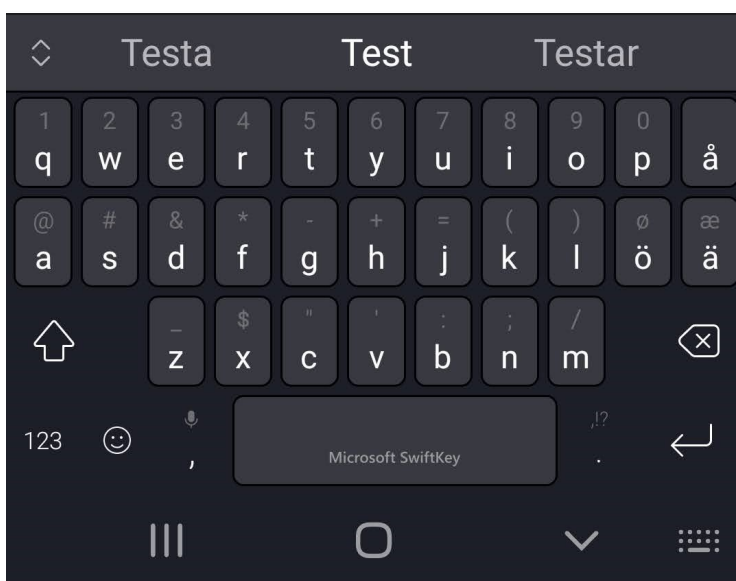 Testa Test Testar
1 2 3 4 5 6 7 8 9 0
q w e r t y u i o p å
@ # & * - + = ( ) ø æ
a s d f g h j k l ö ä
_ $ " ' : ; /
z x c v b n m
,!?
123 , Microsoft SwiftKey .